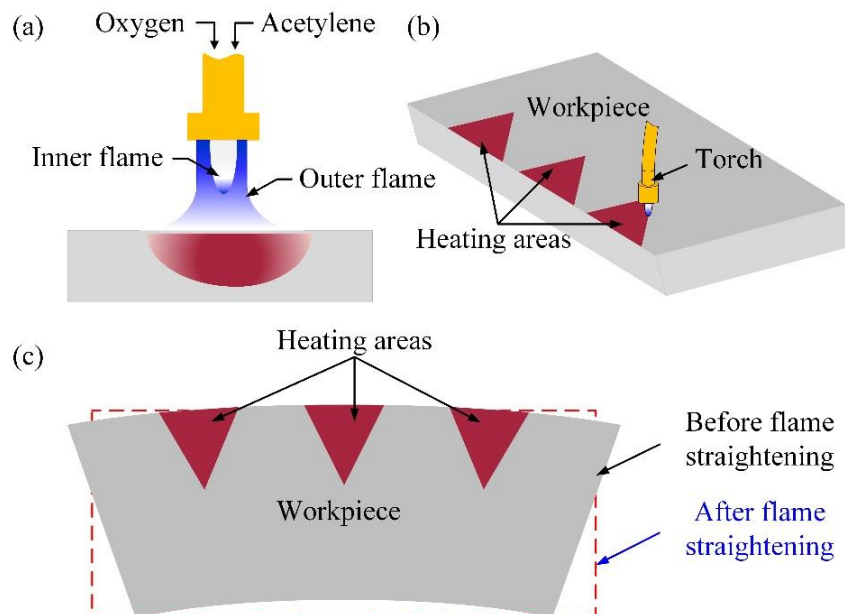 (a)
Oxygen
Acetylene
Inner flame
Outer flame
(b)
Workpiece
Torch
Heating areas
(c)
Heating areas
Workpiece
Before flame
straightening
After flame
straightening